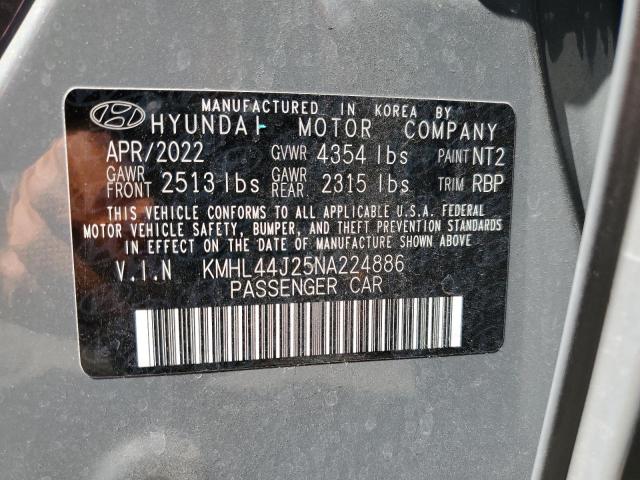 MANUFACTURED IN KOREA BY
HYUNDAI MOTOR COMPANY
APR/2022 GVWR 4354 lbs PAINT NT2
GAWR FRONT 2513 lbs GAWR REAR 2315 lbs TRIM RBP
THIS VEHICLE CONFORMS TO ALL APPLICABLE U.S.A. FEDERAL
MOTOR VEHICLE SAFETY, BUMPER, AND THEFT PREVENTION STANDARDS
IN EFFECT ON THE DATE OF MANUFACTURE SHOWN ABOVE.
V.I.N KMHL44J25NA224886
PASSENGER CAR